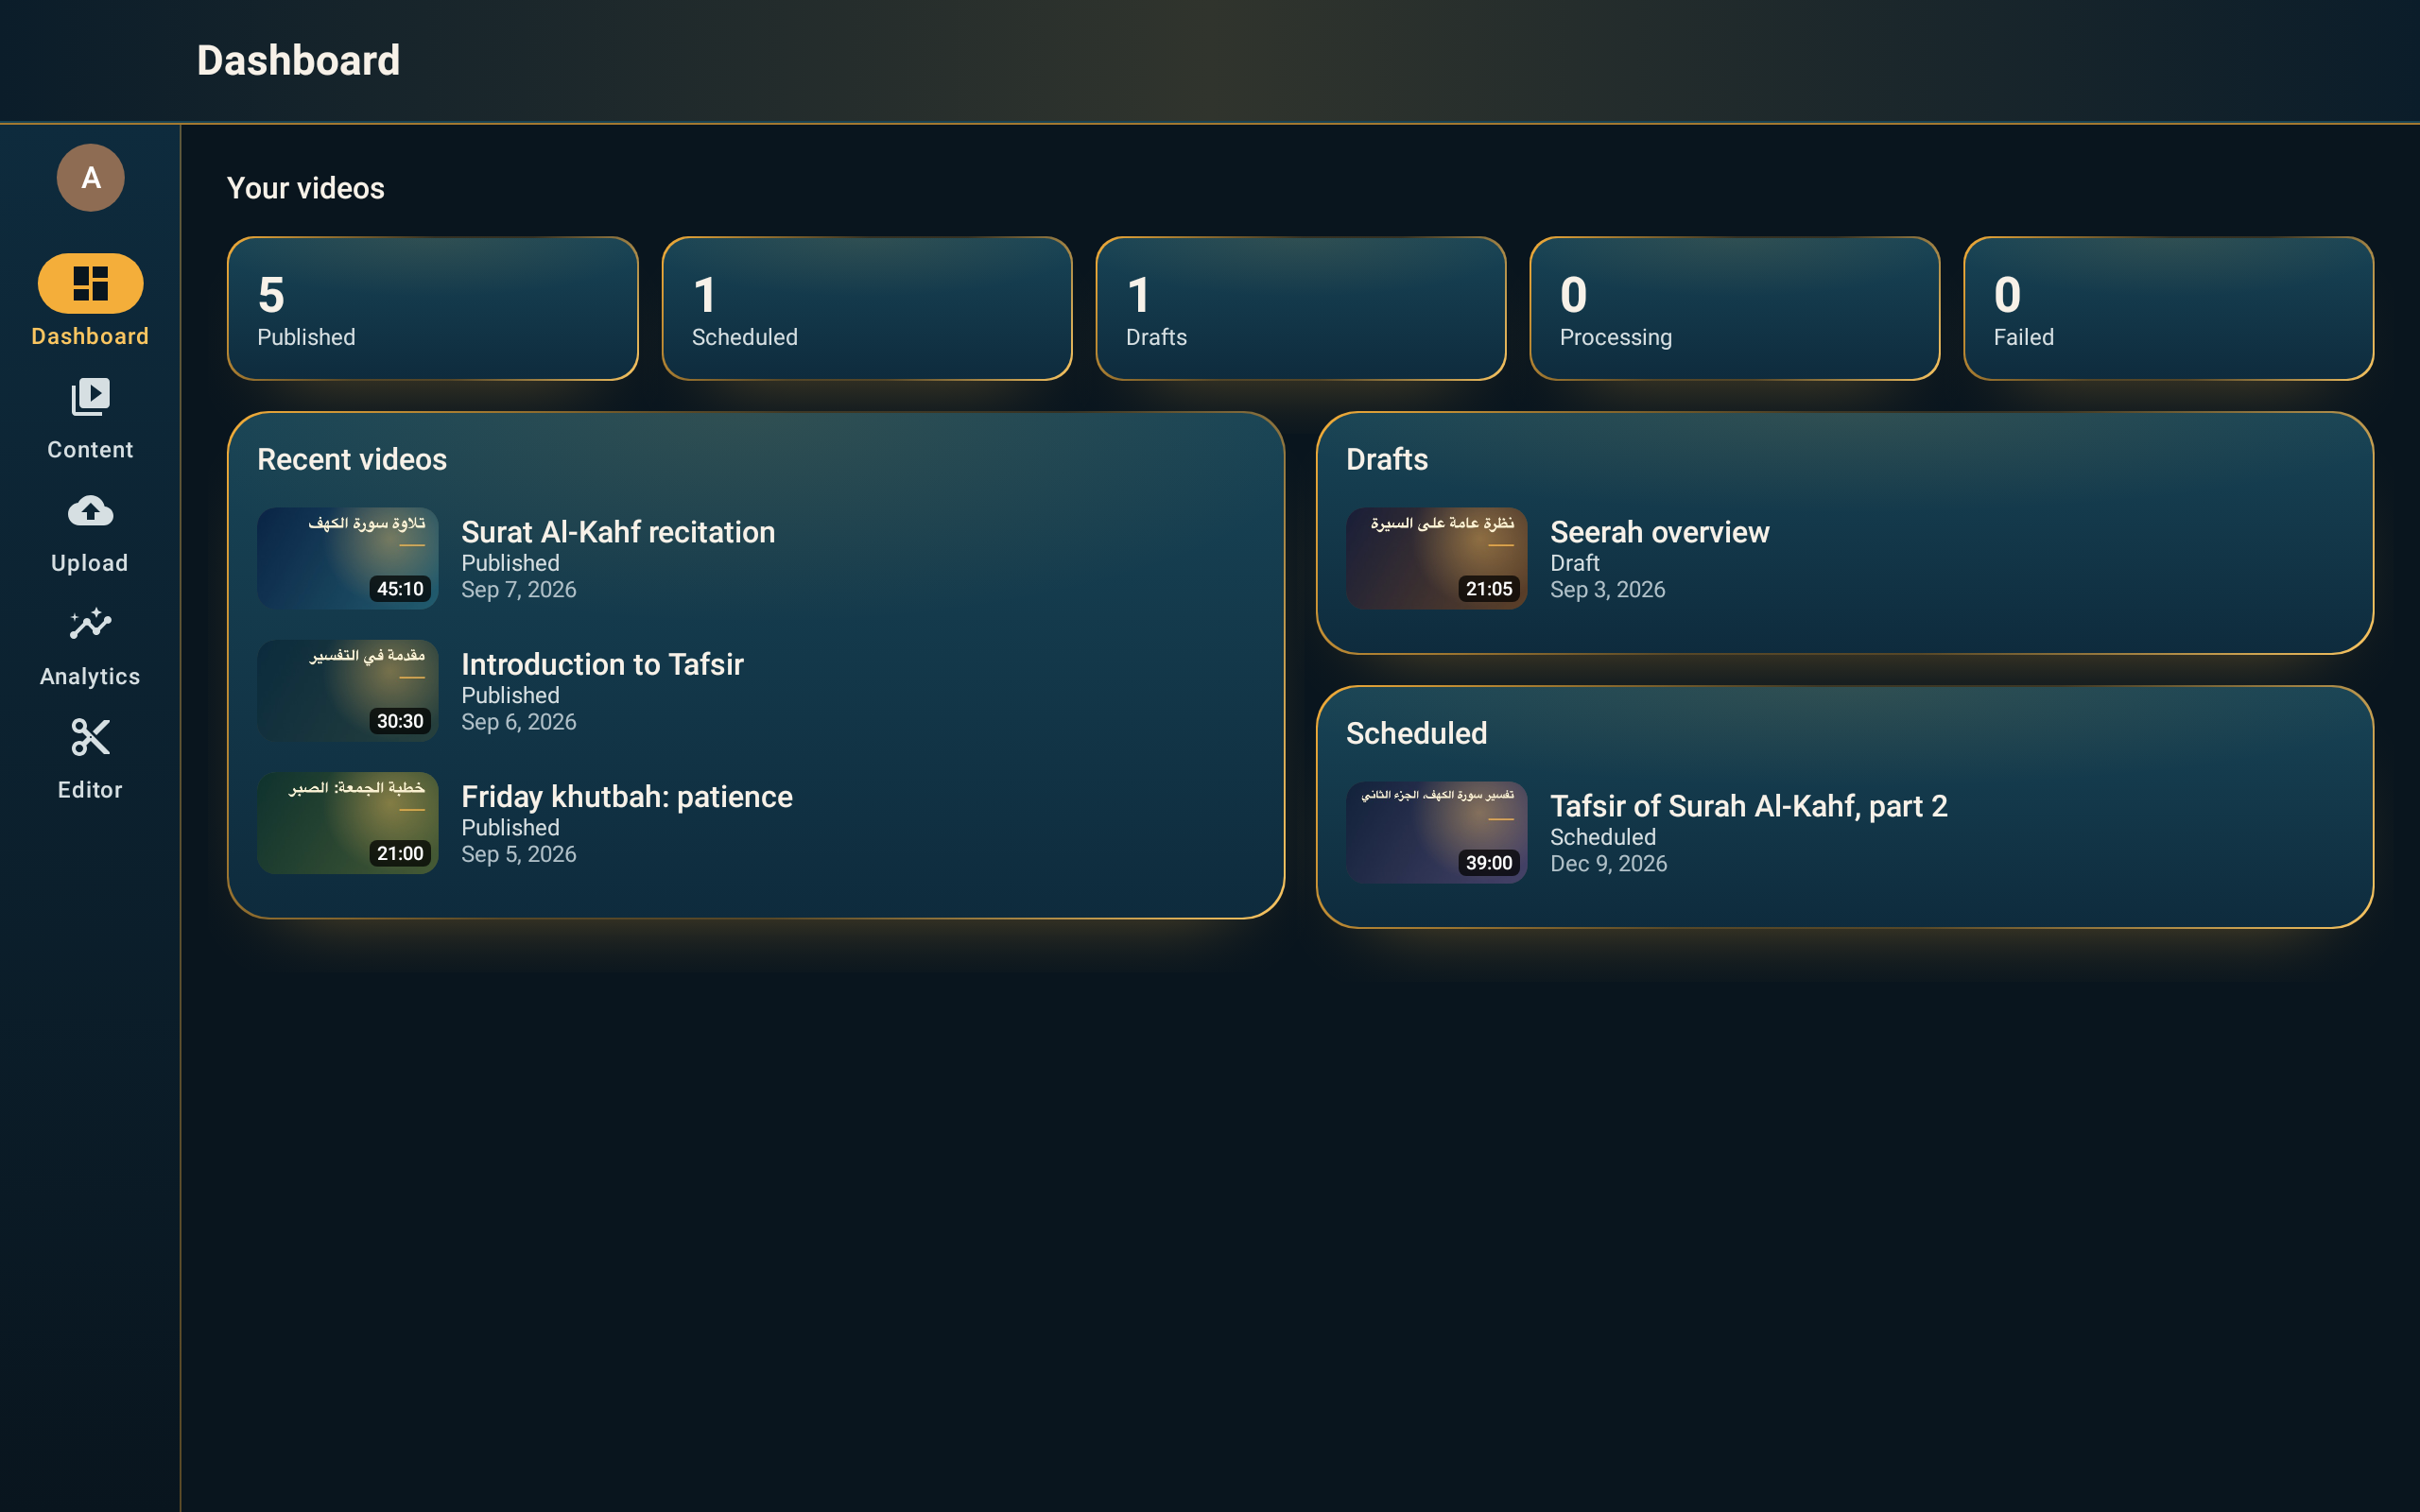 Dashboard
A
Dashboard
Content
Upload
Analytics
Editor
Your videos
5
Published
1
Scheduled
1
Drafts
0
Processing
0
Failed
Recent videos
تلاوة سورة الكهف
45:10
Surat Al-Kahf recitation
Published
Sep 7, 2026
مقدمة في التفسير
30:30
Introduction to Tafsir
Published
Sep 6, 2026
خطبة الجمعة: الصبر
21:00
Friday khutbah: patience
Published
Sep 5, 2026
Drafts
نظرة عامة على السيرة
21:05
Seerah overview
Draft
Sep 3, 2026
Scheduled
تفسير سورة الكهف، الجزء الثاني
39:00
Tafsir of Surah Al-Kahf, part 2
Scheduled
Dec 9, 2026